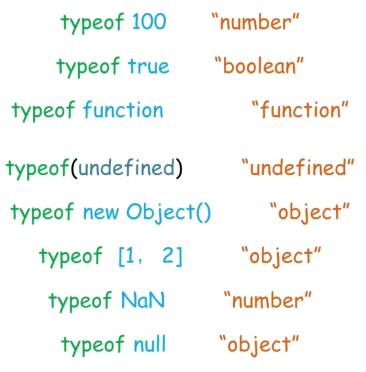 typeof 100 “number”
typeof true “boolean”
typeof function “function”
typeof(undefined) “undefined”
typeof new Object() “object”
typeof [1, 2] “object”
typeof NaN “number”
typeof null “object”